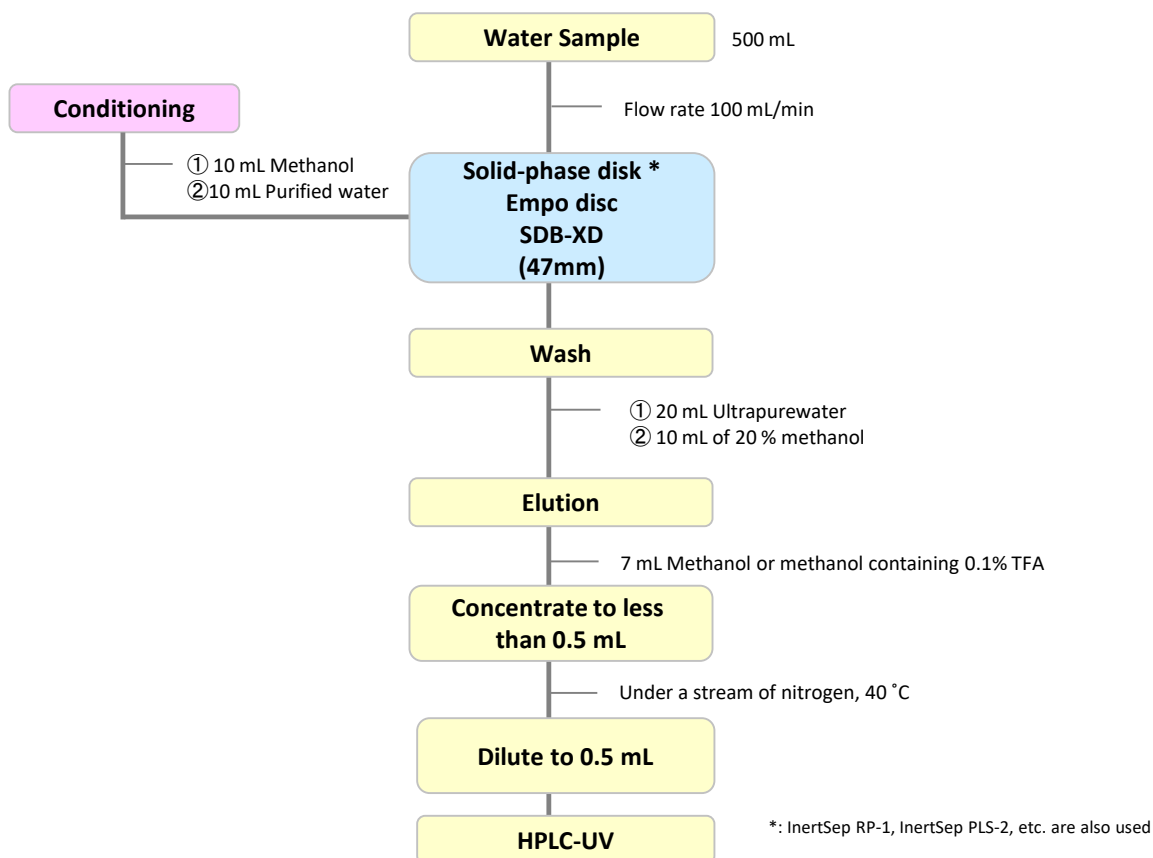 Water Sample
500 mL
Flow rate 100 mL/min
Conditioning
① 10 mL Methanol
②10 mL Purified water
Solid-phase disk *
Empo disc
SDB-XD
(47mm)
Wash
① 20 mL Ultrapurewater
② 10 mL of 20 % methanol
Elution
7 mL Methanol or methanol containing 0.1% TFA
Concentrate to less
than 0.5 mL
Under a stream of nitrogen, 40 ˚C
Dilute to 0.5 mL
HPLC-UV
*: InertSep RP-1, InertSep PLS-2, etc. are also used